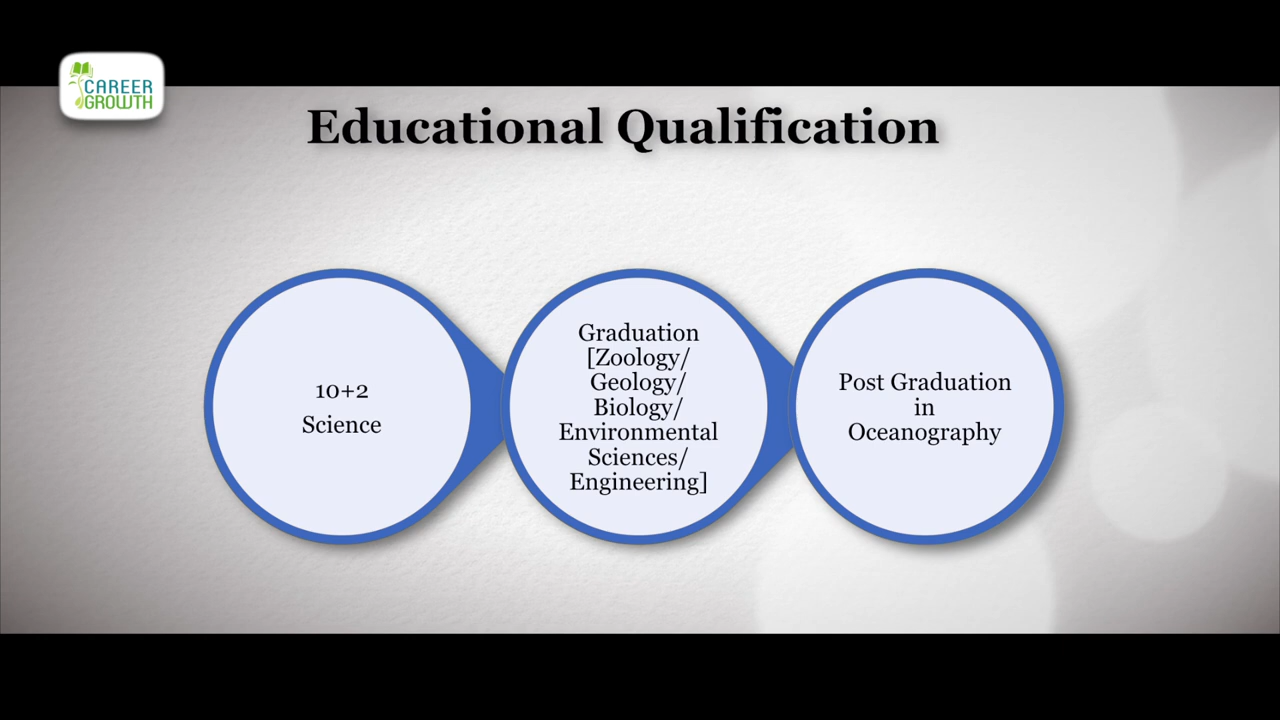 CAREER
GROWTH
Educational Qualification
10+2
Science
Graduation
[Zoology/
Geology/
Biology/
Environmental
Sciences/
Engineering]
Post Graduation
in
Oceanography